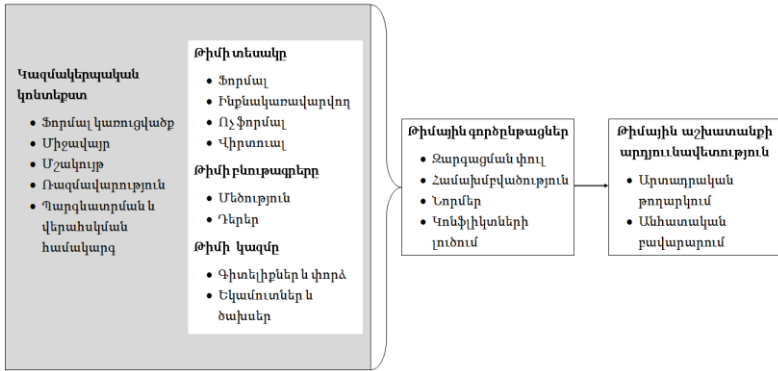 Կազմակերպական
կոնտեքստ
• Ֆորմալ կառուցվածք
• Միջավայր
• Մշակույթ
• Ռազմավարություն
• Պարգևատրման և
վերահսկման
համակարգ
Թիմի տեսակը
• Ֆորմալ
• Ինքնակառավարվող
• Ոչ ֆորմալ
• Վիրտուալ
Թիմի բնութագրերը
• Մեծություն
• Դերեր
Թիմի կազմը
• Գիտելիքներ և փորձ
• Եկամուտներ և
ծախսեր
Թիմային գործընթացներ
• Զարգացման փուլ
• Համախմբվածություն
• Նորմեր
• Կոնֆլիկտների
լուծում
Թիմային աշխատանքի
արդյուււնավետություն
• Արտադրական
թողարկում
• Անհատական
բավարարում